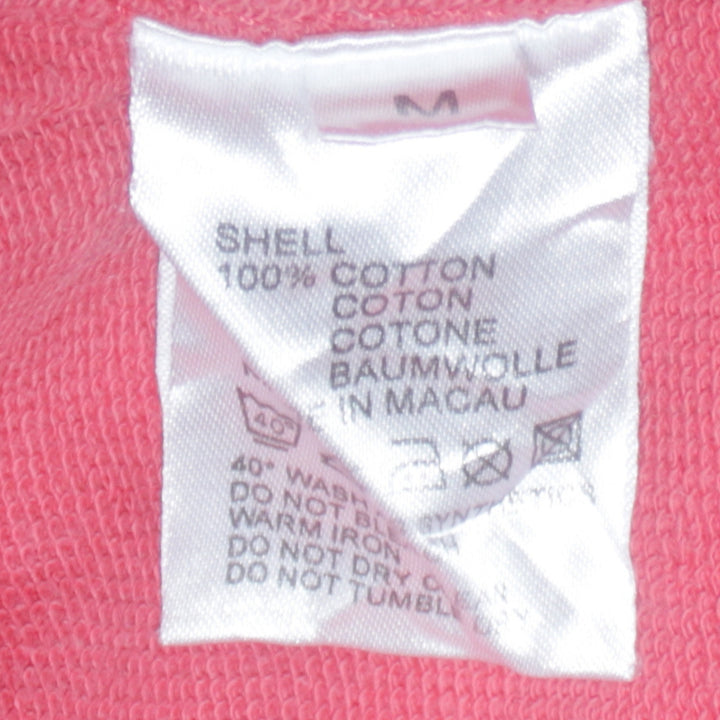 M
SHELL
100% COTTON
COTON
COTONE
BAUMWOLLE
IN MACAU
40°
40° WASH
DO NOT
WARM IRON
DO NOT DRY
DO NOT TUMBLE